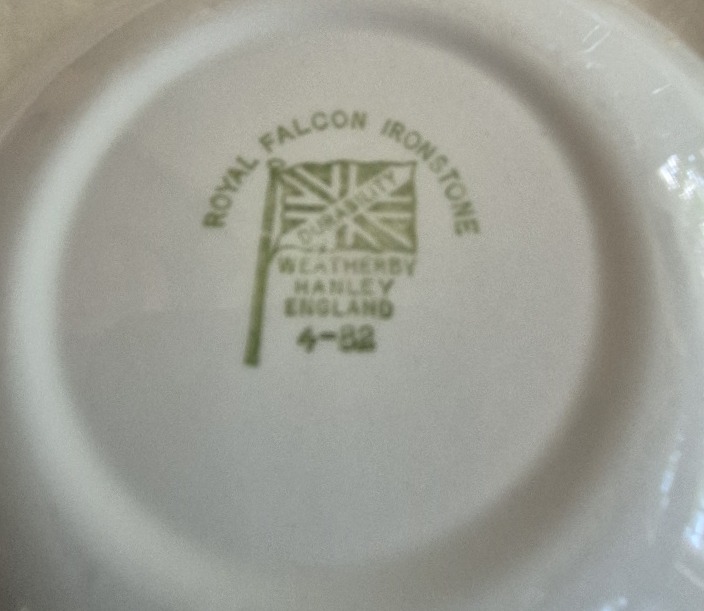 ROYAL FALCON IRONSTONE
DURABILITY
WEATHERBY
HANLEY
ENGLAND
4-82